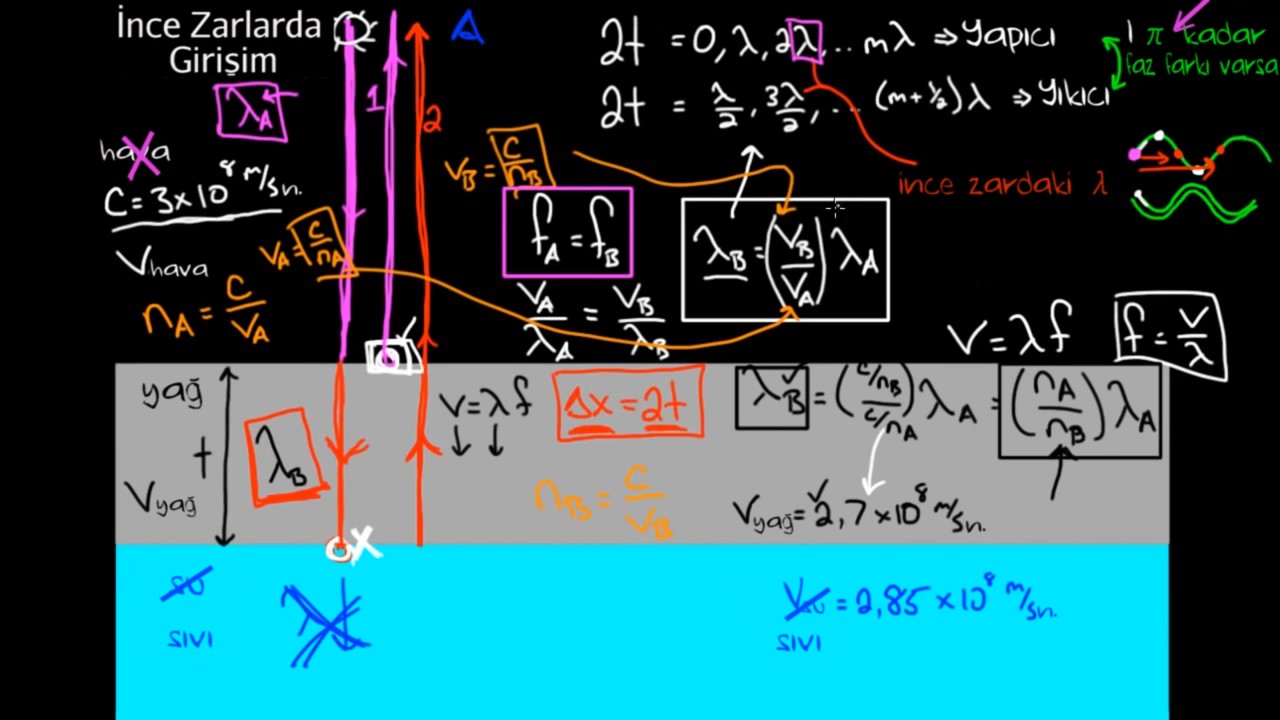 İnce Zarlarda
Girişim
λA
hava
C = 3×10⁸ m/sn.
Vhava
nA = C/VA
VA = C/nA
1
2
2t = 0, λ, 2λ, .. mλ ⇒ Yapıcı
2t = λ/2, 3λ/2, .. (m+1/2)λ ⇒ Yıkıcı
1 π kadar
faz farkı varsa
ince zardaki λ
VB = C/nB
fA = fB
VA/λA = VB/λB
λB = (VB/VA) λA
V = λf
f = V/λ
yağ
t
Vyağ
λB
V = λf
Δx = 2t
nB = C/VB
λB = (C/nB / C/nA) λA = (nA/nB) λA
Vyağ = 2,7×10⁸ m/sn.
su
sıvı
λ
Vsu = 2,85×10⁸ m/sn.
sıvı